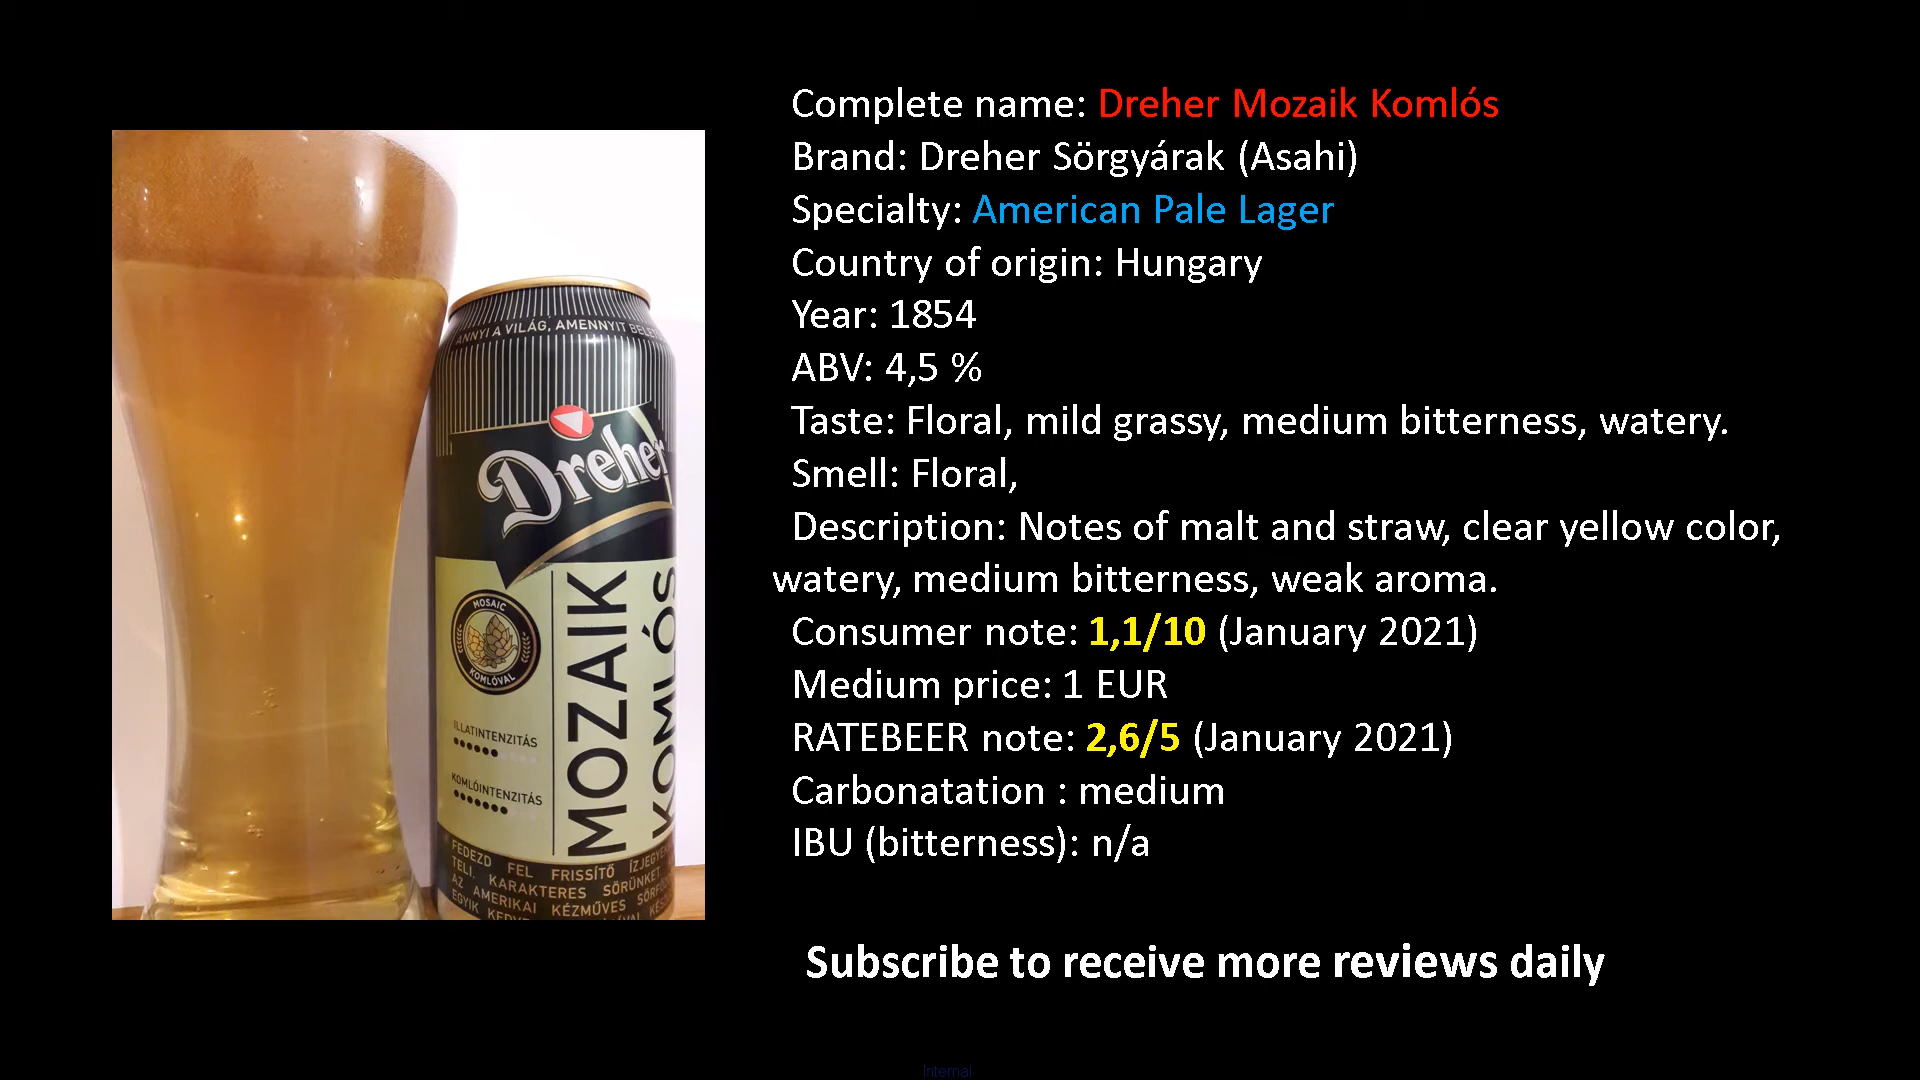 Complete name: Dreher Mozaik Komlós
Brand: Dreher Sörgyárak (Asahi)
Specialty: American Pale Lager
Country of origin: Hungary
Year: 1854
ABV: 4,5 %
Taste: Floral, mild grassy, medium bitterness, watery.
Smell: Floral,
Description: Notes of malt and straw, clear yellow color,
watery, medium bitterness, weak aroma.
Consumer note: 1,1/10 (January 2021)
Medium price: 1 EUR
RATEBEER note: 2,6/5 (January 2021)
Carbonatation : medium
IBU (bitterness): n/a
Subscribe to receive more reviews daily
ANNYI A VILÁG, AMENNYIT
Dreher
MOZAIK
KOMLÓS
MOSAIC
KOMLÓVAL
ILLATINTENZITÁS
KOMLÓINTENZITÁS
FEDEZD FEL FRISSÍTŐ
TELI, KARAKTERES SÖRÜNKET
AZ AMERIKAI KÉZMŰVES
EGYIK
Internal